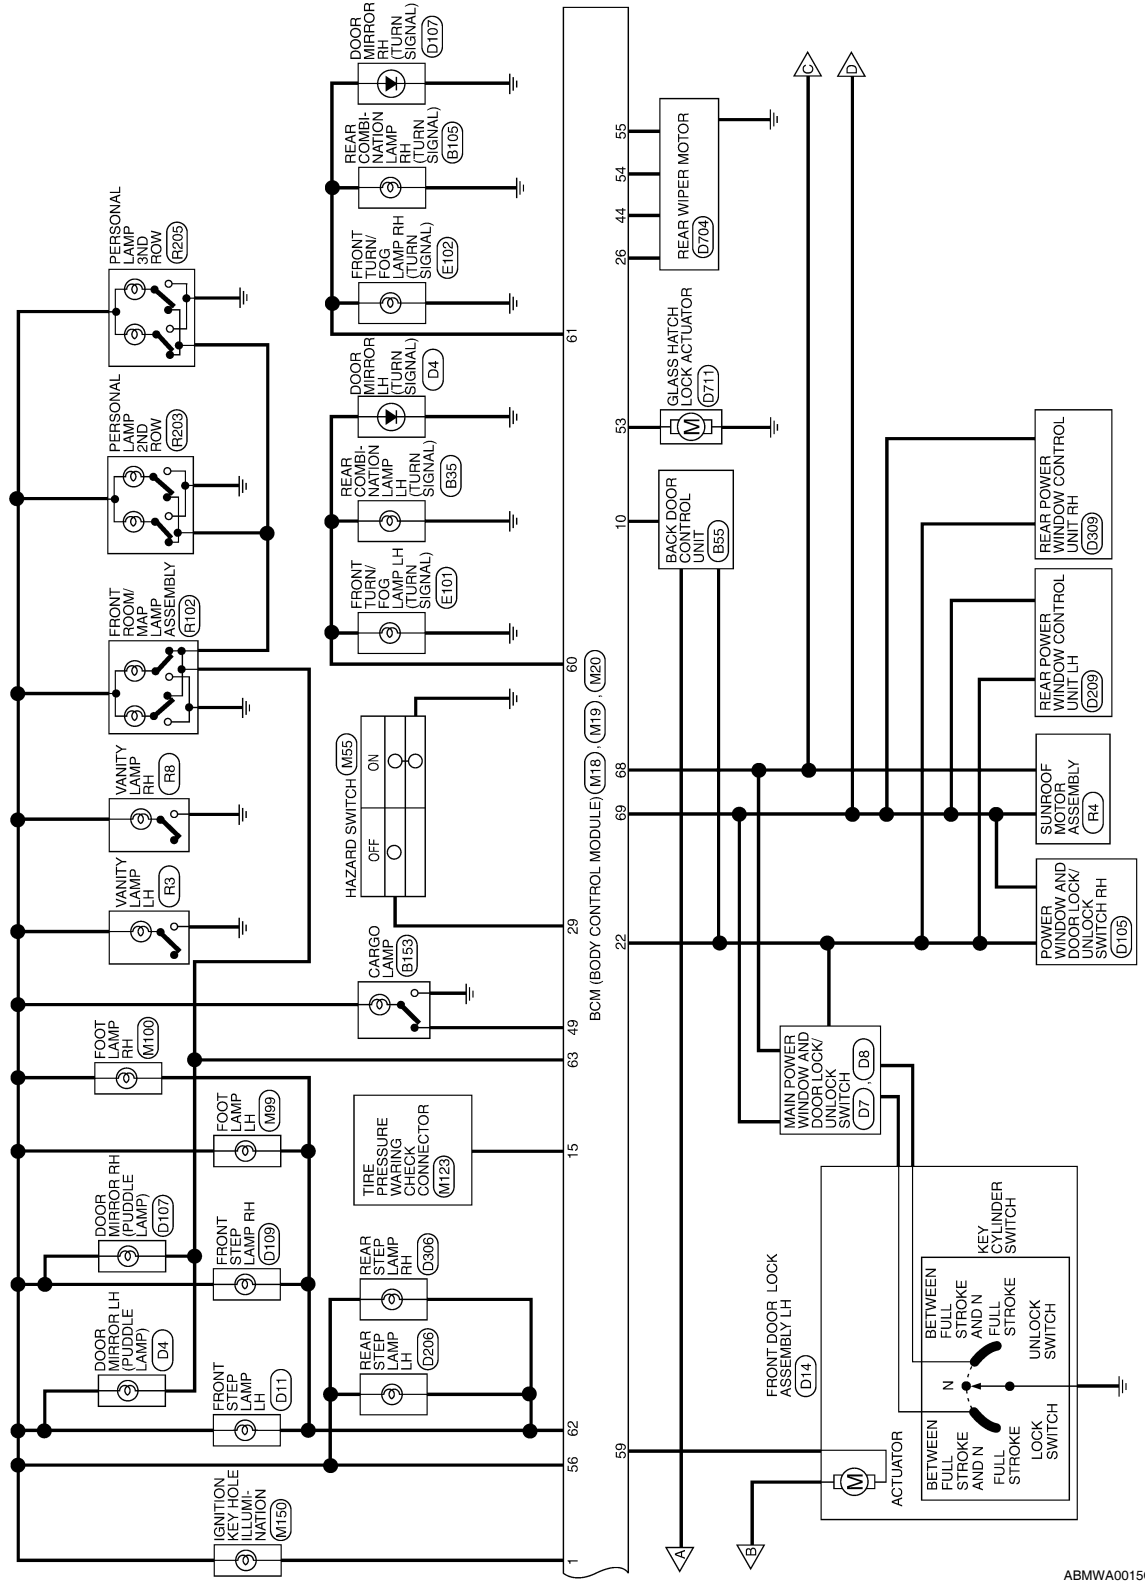 IGNITION
KEY HOLE
ILLUMI-
NATION
M150
DOOR
MIRROR LH
(PUDDLE
LAMP)
D4
FRONT
STEP
LAMP
LH
D11
DOOR
MIRROR RH
(PUDDLE
LAMP)
D107
FRONT
STEP
LAMP RH
D109
FOOT
LAMP
LH
M99
FOOT
LAMP
RH
M100
REAR
STEP
LAMP
LH
D206
REAR
STEP
LAMP
RH
D306
TIRE
PRESSURE
WARING
CHECK
CONNECTOR
M123
VANITY
LAMP
LH
R3
VANITY
LAMP
RH
R8
FRONT
ROOM/
MAP
LAMP
ASSEMBLY
R102
PERSONAL
LAMP
2ND
ROW
R203
PERSONAL
LAMP
3ND
ROW
R205
CARGO
LAMP
B153
HAZARD SWITCH M55
OFF
ON
FRONT
TURN/
FOG
LAMP LH
(TURN
SIGNAL)
E101
REAR
COMBI-
NATION
LAMP
LH
(TURN
SIGNAL)
B35
DOOR
MIRROR
LH
(TURN
SIGNAL)
D4
FRONT
TURN/
FOG
LAMP RH
(TURN
SIGNAL)
E102
REAR
COMBI-
NATION
LAMP
RH
(TURN
SIGNAL)
B105
DOOR
MIRROR
RH
(TURN
SIGNAL)
D107
1
56
62
15
63
49
29
60
61
BCM (BODY CONTROL MODULE) M18 , M19 , M20
59
22
69
68
10
53
26
44
54
55
A
B
C
D
ACTUATOR
M
FRONT DOOR LOCK
ASSEMBLY LH
D14
KEY
CYLINDER
SWITCH
BETWEEN
FULL
STROKE
AND N
FULL
STROKE
LOCK
SWITCH
N
BETWEEN
FULL
STROKE
AND N
FULL
STROKE
UNLOCK
SWITCH
MAIN POWER
WINDOW AND
DOOR LOCK/
UNLOCK
SWITCH
D7 , D8
BACK DOOR
CONTROL
UNIT
B55
GLASS HATCH
LOCK ACTUATOR
D711
M
REAR WIPER MOTOR
D704
POWER
WINDOW AND
DOOR LOCK/
UNLOCK
SWITCH RH
D105
SUNROOF
MOTOR
ASSEMBLY
R4
REAR POWER
WINDOW CONTROL
UNIT LH
D209
REAR POWER
WINDOW CONTROL
UNIT RH
D309